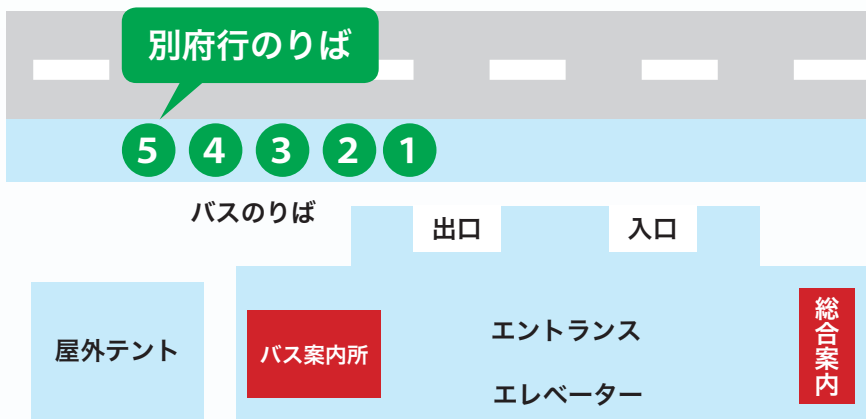 別府行のりば
5 4 3 2 1
バスのりば
出口
入口
屋外テント
バス案内所
エントランス
エレベーター
総合案内